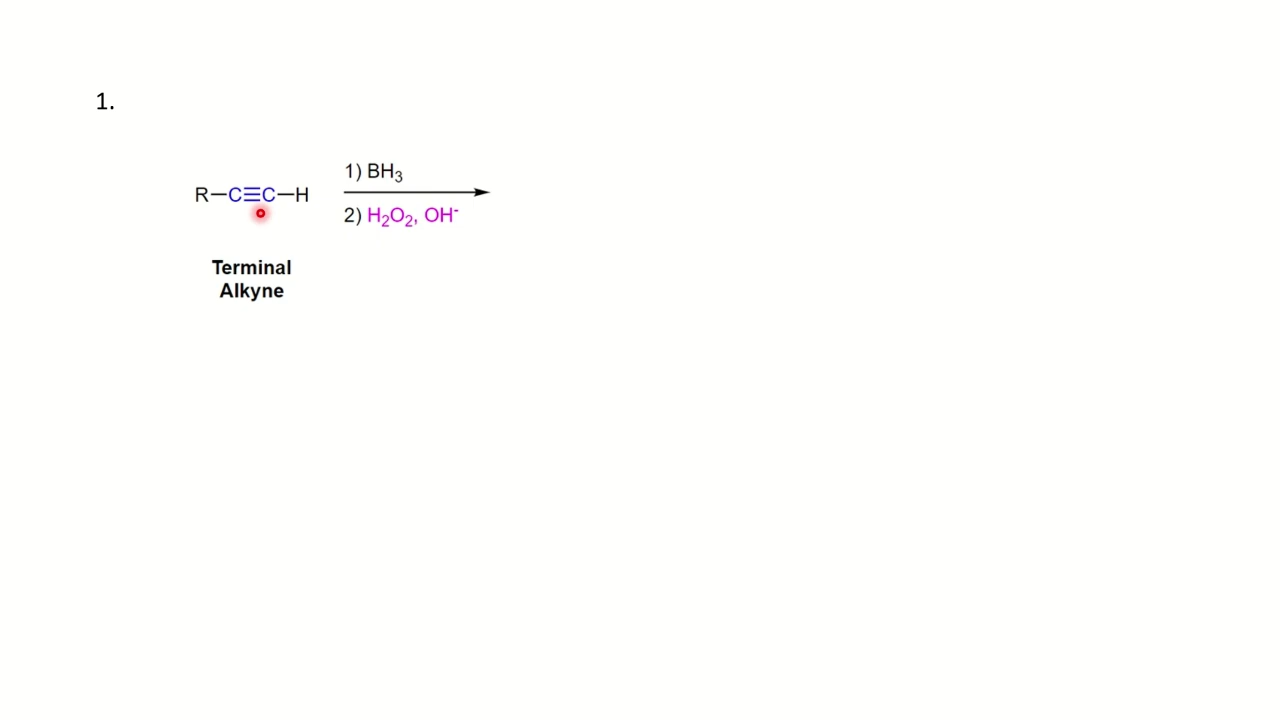 1.
1) BH₃
R—C≡C—H
2) H₂O₂, OH⁻
Terminal
Alkyne